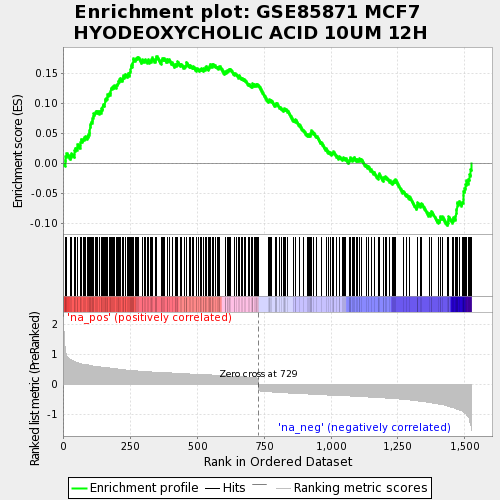 Enrichment plot: GSE85871 MCF7
HYODEOXYCHOLIC ACID 10UM 12H
Enrichment score (ES)
0.15
0.10
0.05
0.00
-0.05
-0.10
'na_pos' (positively correlated)
Ranked list metric (PreRanked)
2
1
0
-1
Zero cross at 729
'na_neg' (negatively correlated)
0
250
500
750
1,000
1,250
1,500
Rank in Ordered Dataset
Enrichment profile
Hits
Ranking metric scores